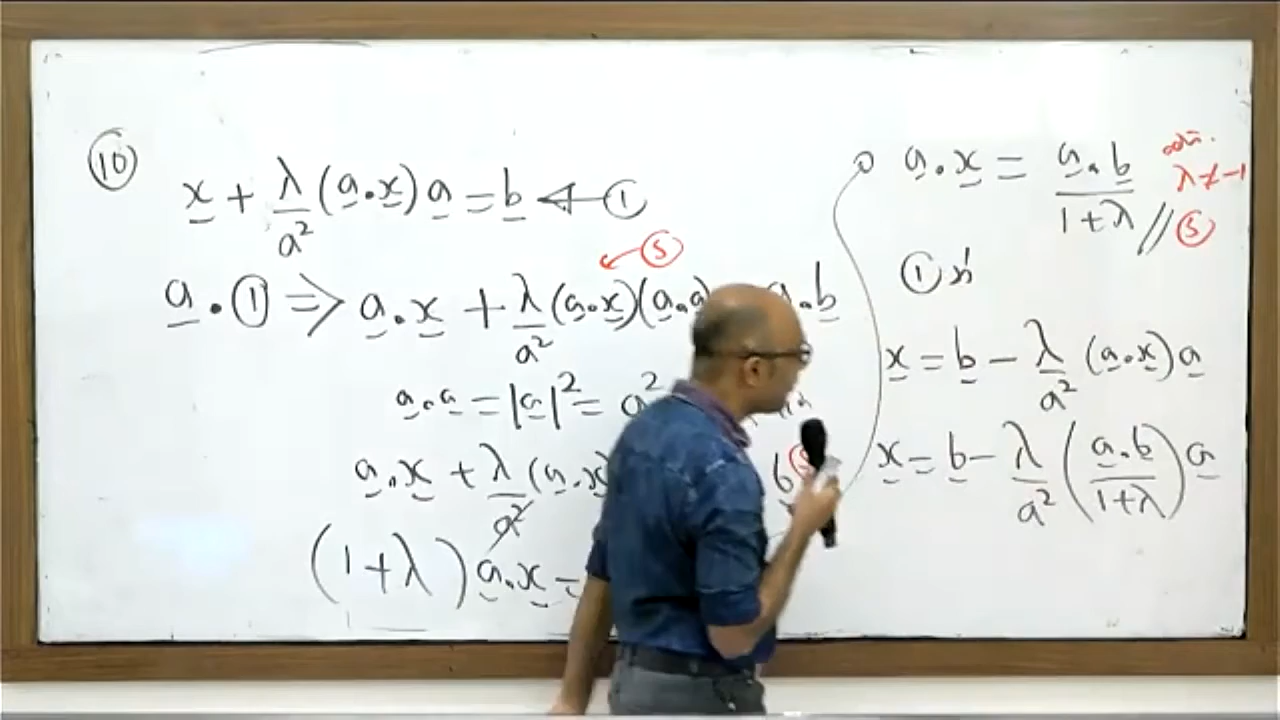 10
x + λ/a² (a.x) a = b ← 1
5
a . 1 ⇒ a.x + λ/a² (a.x)(a.a) a.b
a.a = |a|² = a²
a.x + λ/a² (a.x
(1+λ) a.x =
a.x = a.b/1+λ // 5
λ ≠ -1
1
x = b - λ/a² (a.x) a
x = b - λ/a² (a.b/1+λ) a